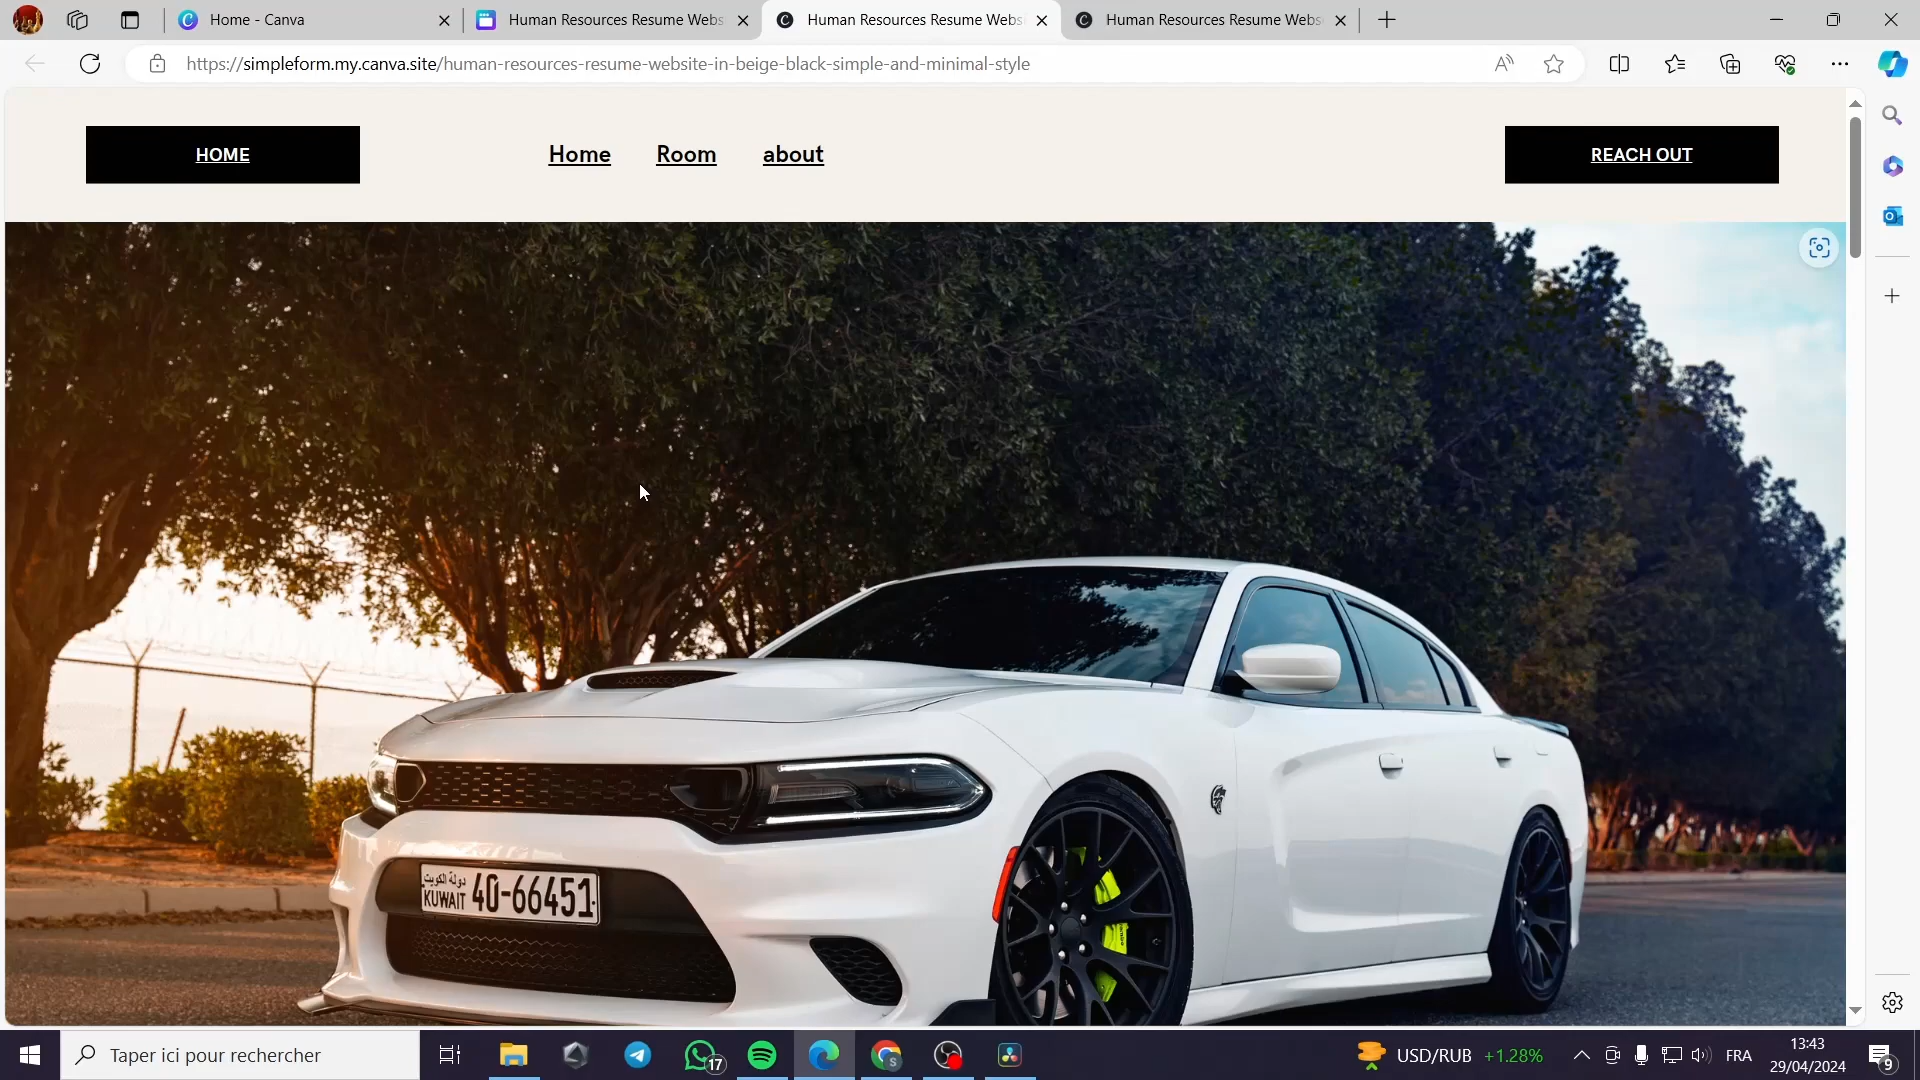 Home - Canva
Human Resources Resume Webs
Human Resources Resume Webs
Human Resources Resume Webs
https://simpleform.my.canva.site/human-resources-resume-website-in-beige-black-simple-and-minimal-style
HOME
Home
Room
about
REACH OUT
دولة الكويت
KUWAIT 40-66451
Taper ici pour rechercher
17
USD/RUB +1.28%
FRA
13:43
29/04/2024
9